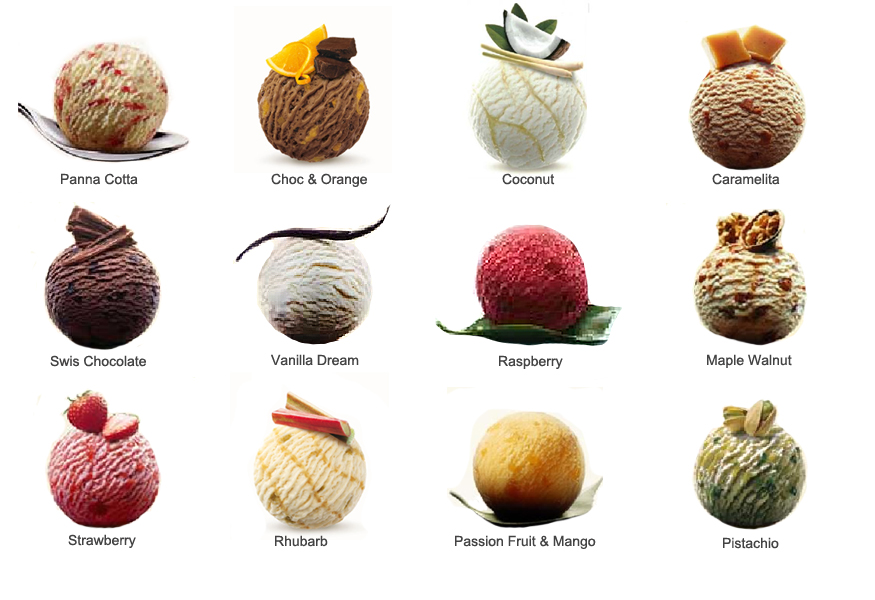 Panna Cotta
Choc & Orange
Coconut
Caramelita
Swis Chocolate
Vanilla Dream
Raspberry
Maple Walnut
Strawberry
Rhubarb
Passion Fruit & Mango
Pistachio